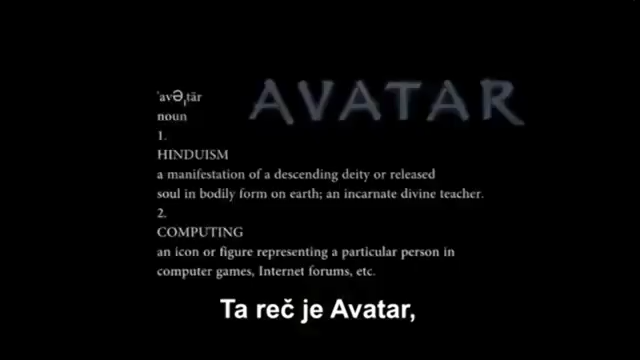 AVATAR
ˈavəˌtär
noun
1.
HINDUISM
a manifestation of a descending deity or released
soul in bodily form on earth; an incarnate divine teacher.
2.
COMPUTING
an icon or figure representing a particular person in
computer games, Internet forums, etc.
Ta reč je Avatar,